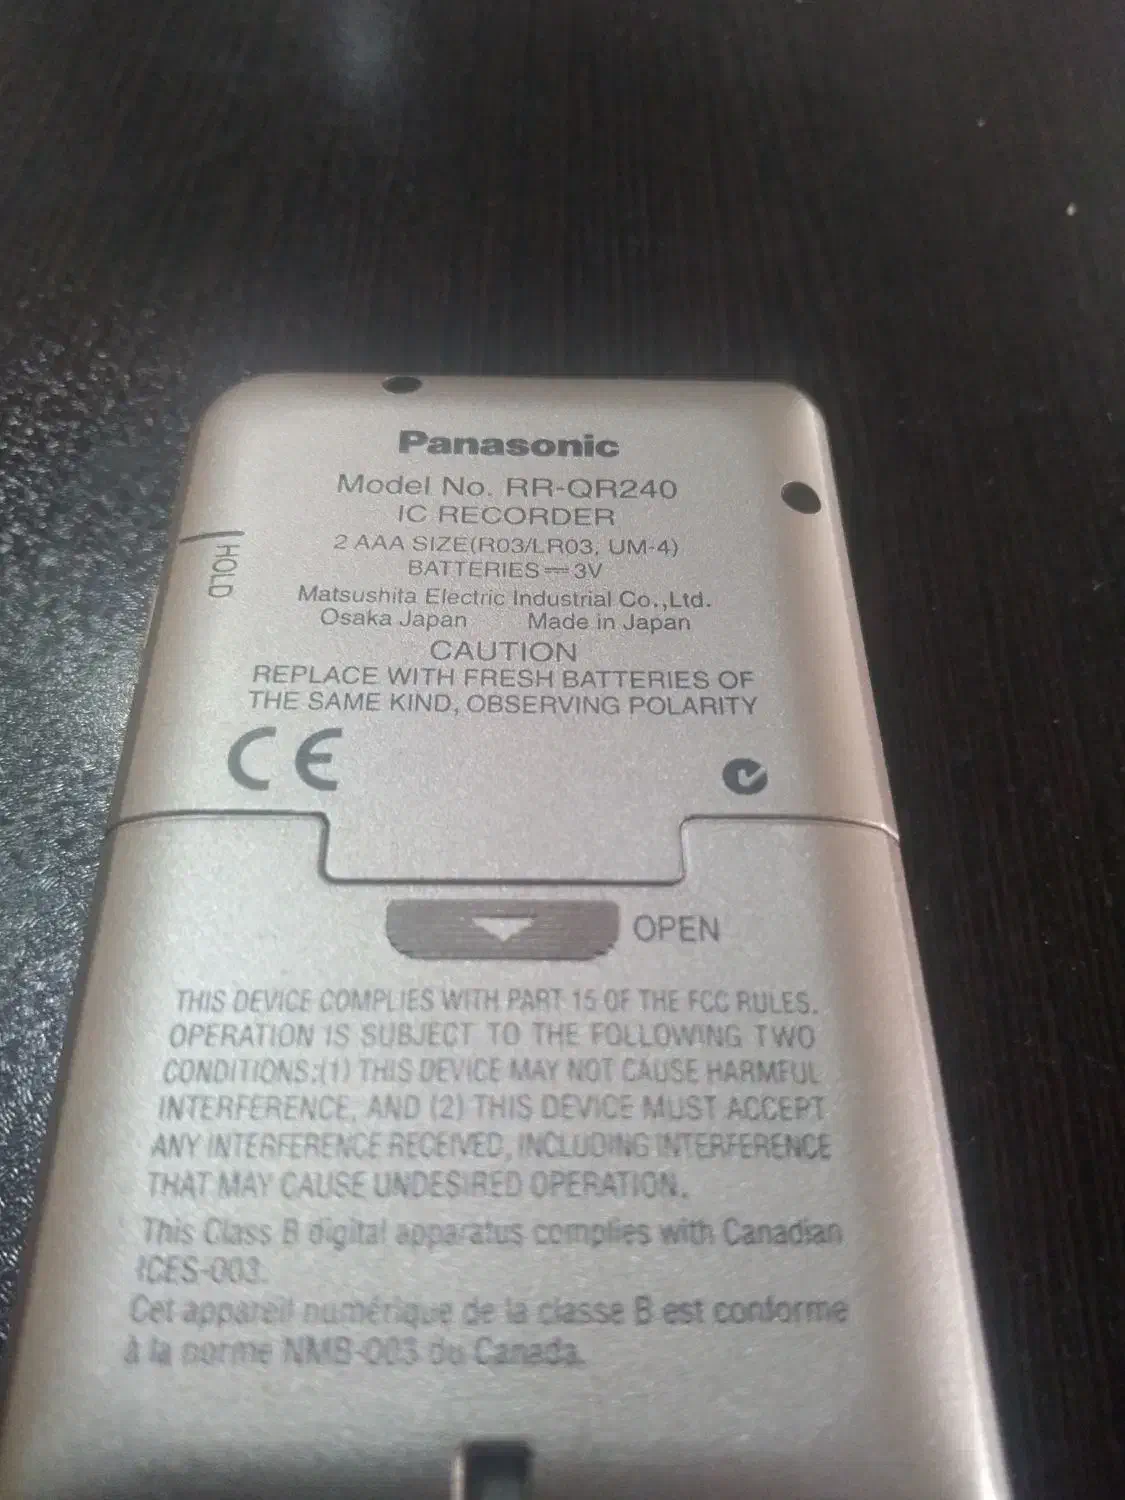 Panasonic
Model No. RR-QR240
IC RECORDER
2 AAA SIZE(R03/LR03, UM-4)
BATTERIES⎓3V
Matsushita Electric Industrial Co.,Ltd.
Osaka Japan Made in Japan
CAUTION
REPLACE WITH FRESH BATTERIES OF
THE SAME KIND, OBSERVING POLARITY
HOLD
CE
OPEN
THIS DEVICE COMPLIES WITH PART 15 OF THE FCC RULES.
OPERATION IS SUBJECT TO THE FOLLOWING TWO
CONDITIONS:(1) THIS DEVICE MAY NOT CAUSE HARMFUL
INTERFERENCE, AND (2) THIS DEVICE MUST ACCEPT
ANY INTERFERENCE RECEIVED, INCLUDING INTERFERENCE
THAT MAY CAUSE UNDESIRED OPERATION.
This Class B digital apparatus complies with Canadian
ICES-003.
Cet appareil numérique de la classe B est conforme
à la norme NMB-003 du Canada.